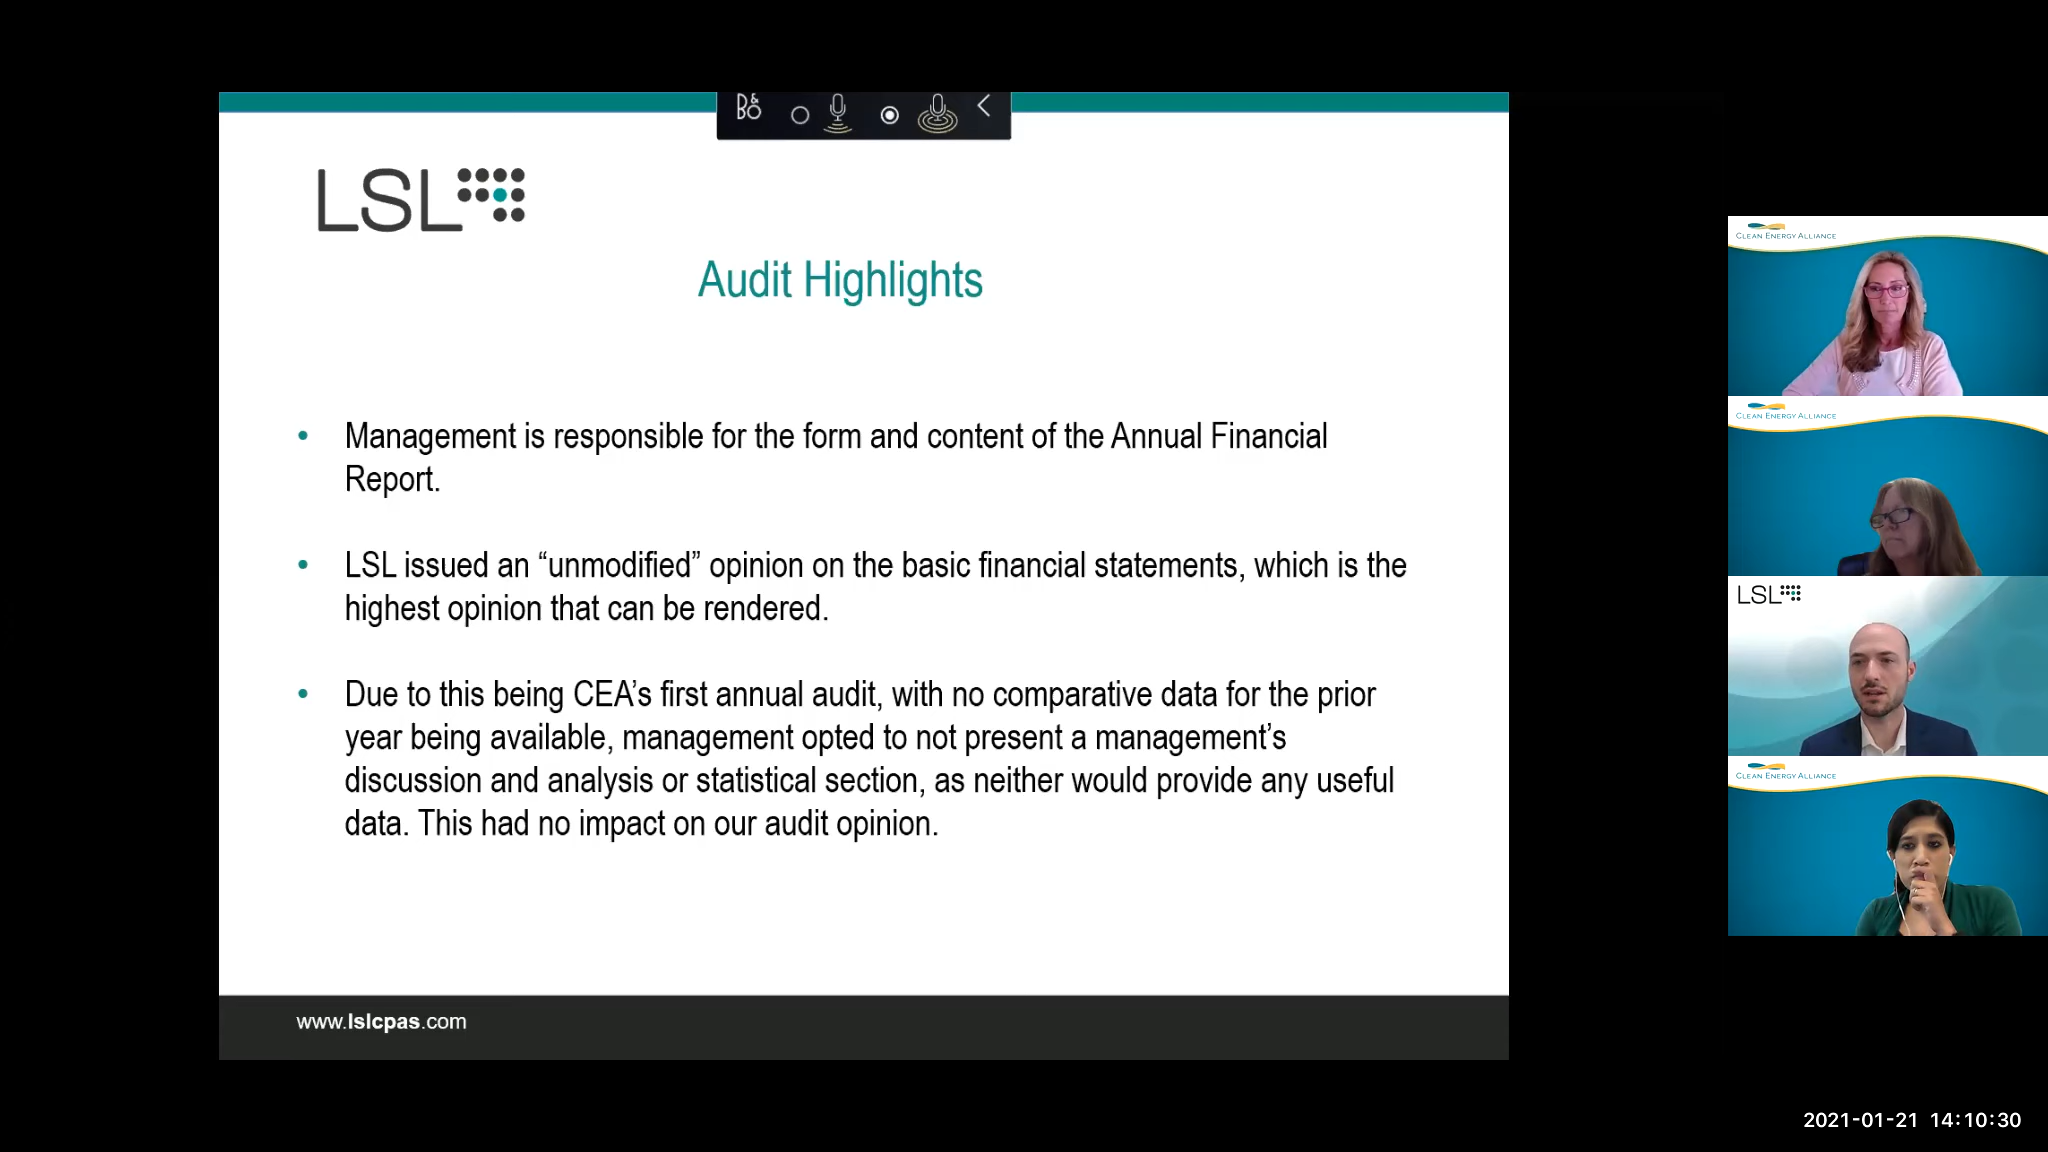 B&O
LSL
Audit Highlights
• Management is responsible for the form and content of the Annual Financial
Report.
• LSL issued an “unmodified” opinion on the basic financial statements, which is the
highest opinion that can be rendered.
• Due to this being CEA’s first annual audit, with no comparative data for the prior
year being available, management opted to not present a management’s
discussion and analysis or statistical section, as neither would provide any useful
data. This had no impact on our audit opinion.
www.lslcpas.com
CLEAN ENERGY ALLIANCE
CLEAN ENERGY ALLIANCE
LSL
CLEAN ENERGY ALLIANCE
2021-01-21 14:10:30